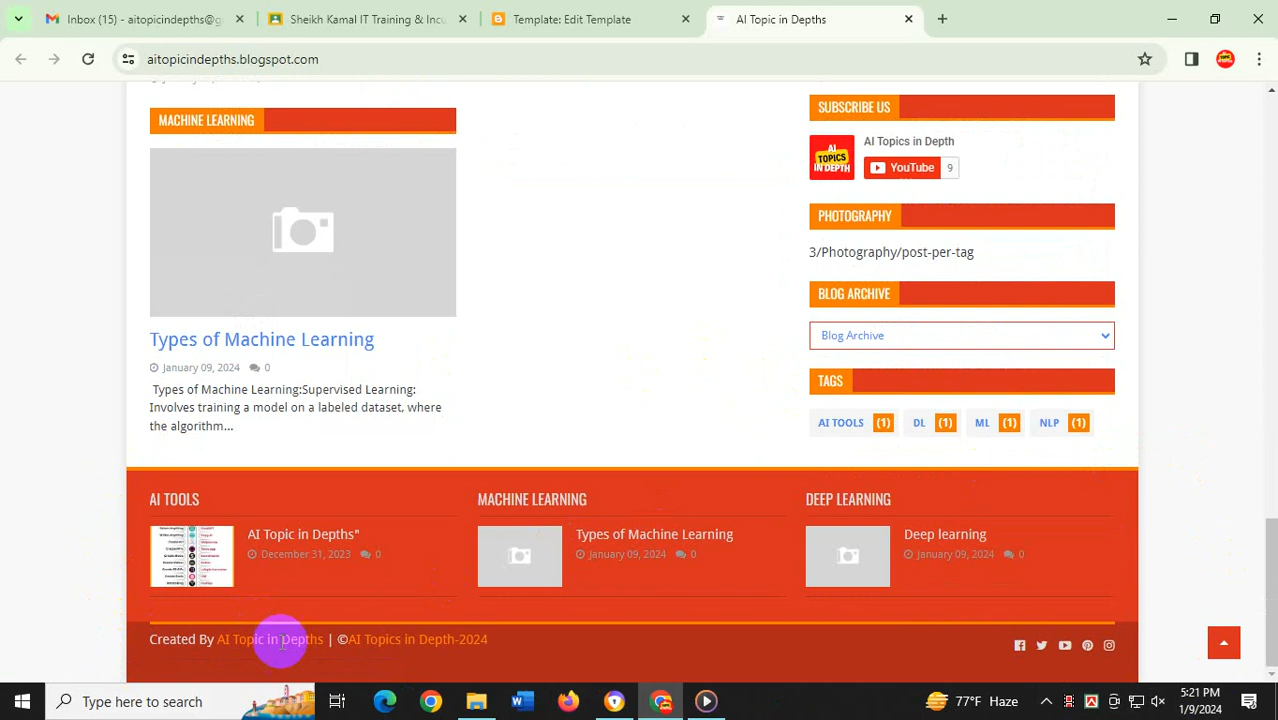 Inbox (15) - aitopicindepths@g
Sheikh Kamal IT Training & Incu
Template: Edit Template
AI Topic in Depths
aitopicindepths.blogspot.com
MACHINE LEARNING
Types of Machine Learning
January 09, 2024 0
Types of Machine Learning:Supervised Learning:
Involves training a model on a labeled dataset, where
the algorithm...
SUBSCRIBE US
AI TOPICS IN DEPTH
AI Topics in Depth
YouTube 9
PHOTOGRAPHY
3/Photography/post-per-tag
BLOG ARCHIVE
Blog Archive
TAGS
AI TOOLS (1) DL (1) ML (1) NLP (1)
AI TOOLS
AI Topic in Depths"
December 31, 2023 0
MACHINE LEARNING
Types of Machine Learning
January 09, 2024 0
DEEP LEARNING
Deep learning
January 09, 2024 0
Created By AI Topic in Depths | ©AI Topics in Depth-2024
Type here to search
77°F Haze
5:21 PM
1/9/2024